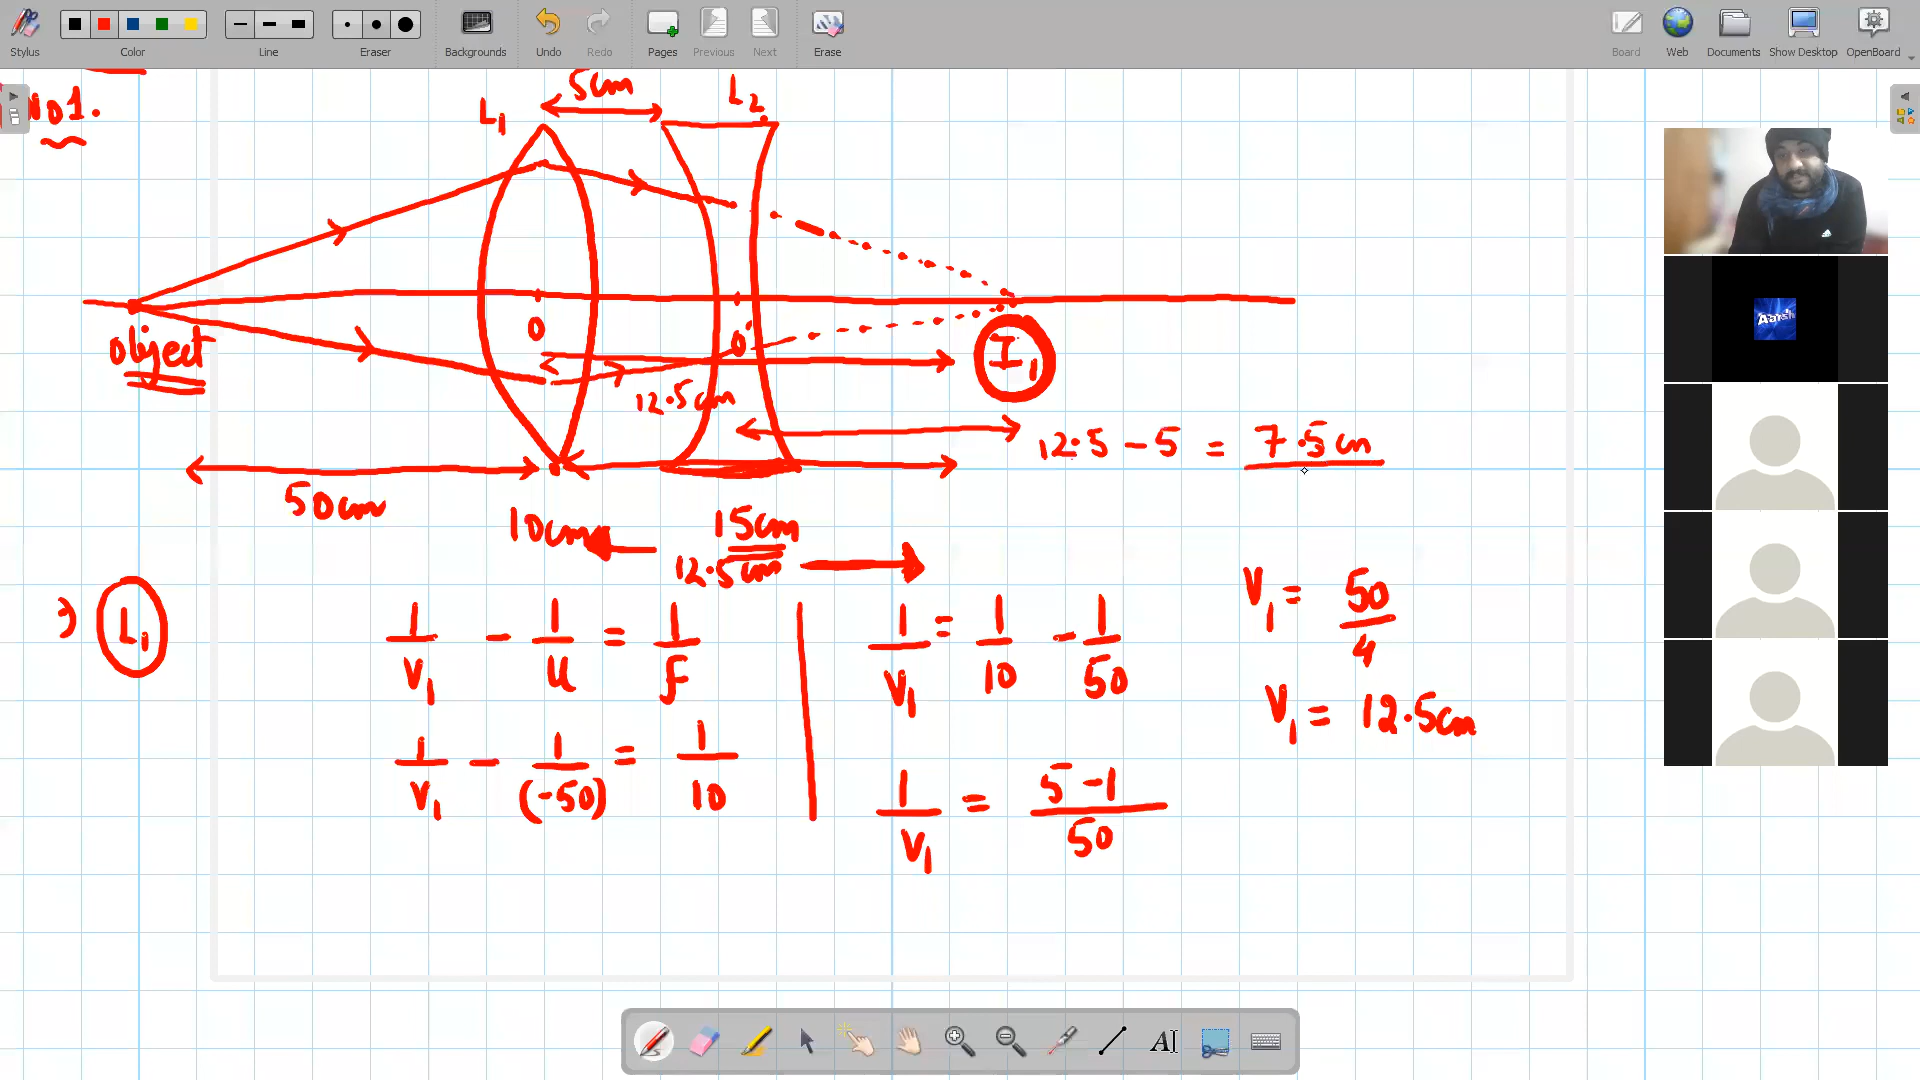 Stylus
Color
Line
Eraser
Backgrounds
Undo
Redo
Pages
Previous
Next
Erase
Board
Web
Documents
Show Desktop
OpenBoard
No1.
L₁
5cm
L₂
Object
O
O'
I₁
12.5cm
12.5 - 5 = 7.5cm
50cm
10cm
15cm
12.5cm
⇒ L₁
1/V₁ - 1/u = 1/f
1/V₁ - 1/(-50) = 1/10
1/V₁ = 1/10 - 1/50
1/V₁ = 5-1/50
V₁ = 50/4
V₁ = 12.5cm
Aarsh
A